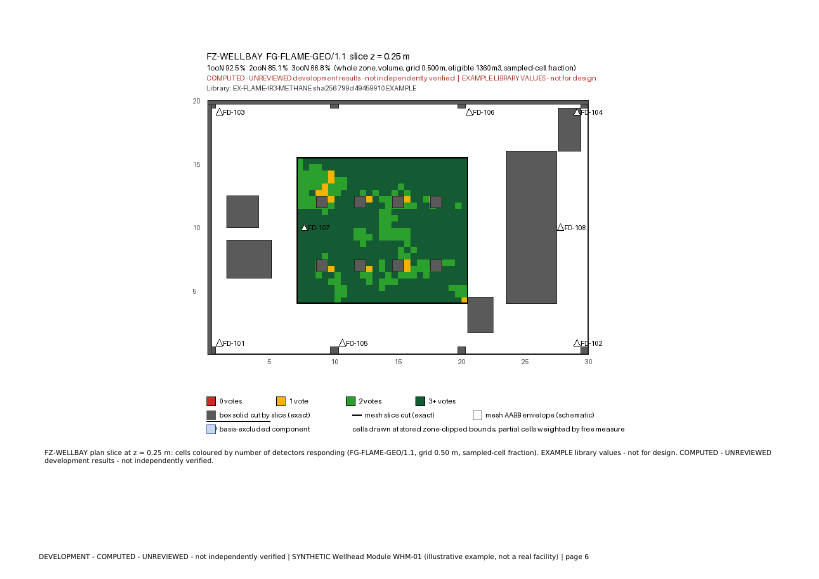 FZ-WELLBAY FG-FLAME-GEO/1.1 slice z = 0.25 m
1ooN 92.5% 2ooN 85.1% 3ooN 66.8% (whole zone, volume, grid 0.500 m, eligible 1360 m3, sampled-cell fraction)
COMPUTED - UNREVIEWED development results - not independently verified | EXAMPLE LIBRARY VALUES - not for design
Library: EX-FLAME-IR3-METHANE sha256 799d49459910 EXAMPLE
20
FD-103
FD-106
FD-104
15
10
FD-107
FD-108
5
FD-101
FD-105
FD-102
5
10
15
20
25
30
0 votes
1 vote
2 votes
3+ votes
box solid cut by slice (exact)
mesh slice cut (exact)
mesh AABB envelope (schematic)
basis-excluded component
cells drawn at stored zone-clipped bounds; partial cells weighted by free measure
FZ-WELLBAY plan slice at z = 0.25 m: cells coloured by number of detectors responding (FG-FLAME-GEO/1.1, grid 0.50 m, sampled-cell fraction). EXAMPLE library values - not for design. COMPUTED - UNREVIEWED
development results - not independently verified.
DEVELOPMENT - COMPUTED - UNREVIEWED - not independently verified | SYNTHETIC Wellhead Module WHM-01 (illustrative example, not a real facility) | page 6